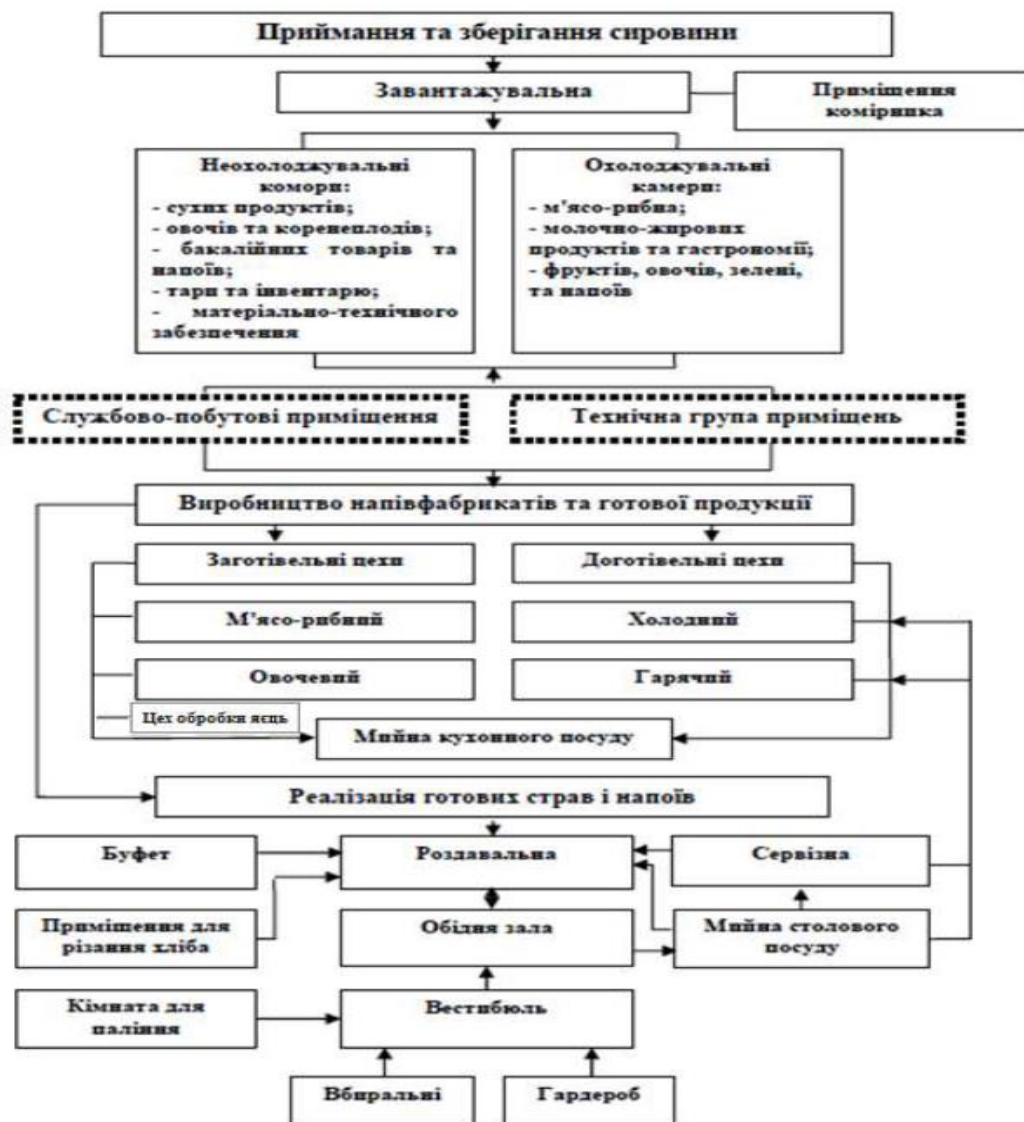 Приймання та зберігання сировини
Завантажувальна
Приміщення
комірника
Неохолоджувальні
комори:
- сухих продуктів;
- овочів та коренеплодів;
- бакалійних товарів та
напоїв;
- тари та інвентарю;
- матеріально-технічного
забезпечення
Охолоджувальні
камери:
- м'ясо-рибна;
- молочно-жирових
продуктів та гастрономії;
- фруктів, овочів, зелені,
та напоїв
Службово-побутові приміщення
Технічна група приміщень
Виробництво напівфабрикатів та готової продукції
Заготівельні цехи
Доготівельні цехи
М'ясо-рибний
Холодний
Овочевий
Гарячий
Цех обробки яєць
Мийна кухонного посуду
Реалізація готових страв і напоїв
Буфет
Роздавальна
Сервізна
Приміщення для
різання хліба
Обідня зала
Мийна столового
посуду
Кімната для
паління
Вестибюль
Вбиральні
Гардероб